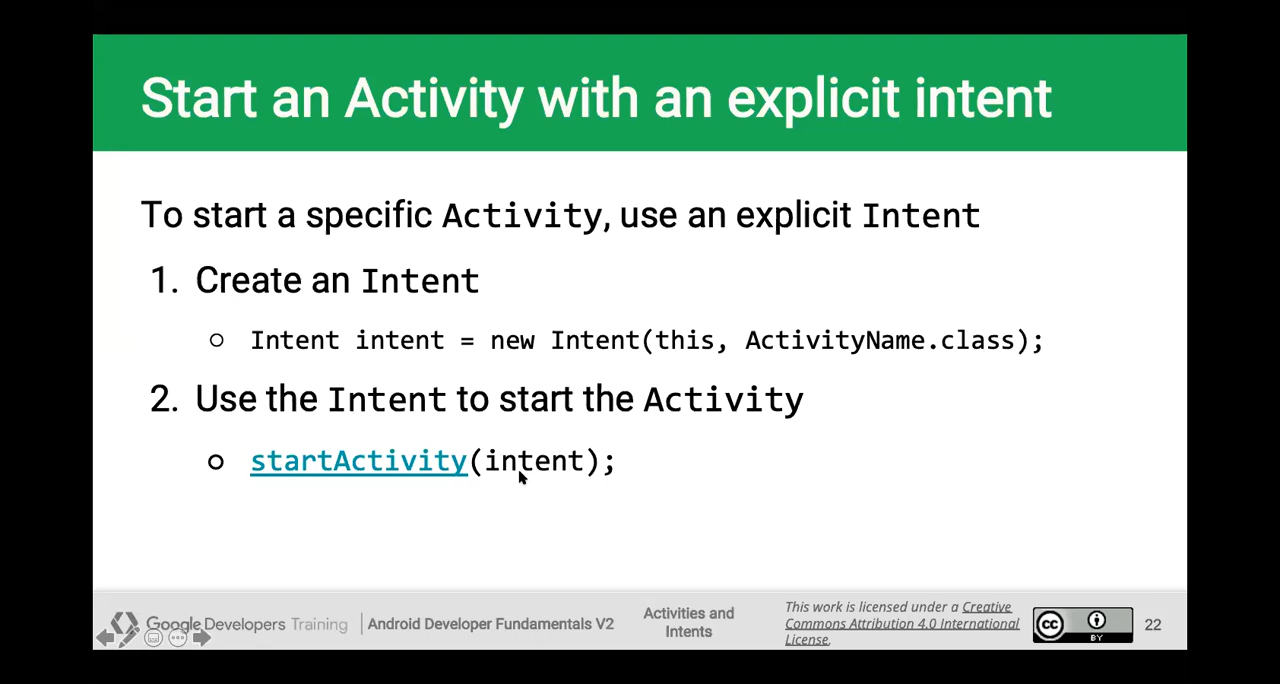 Start an Activity with an explicit intent
To start a specific Activity, use an explicit Intent
1. Create an Intent
○ Intent intent = new Intent(this, ActivityName.class);
2. Use the Intent to start the Activity
○ startActivity(intent);
Google Developers Training
Android Developer Fundamentals V2
Activities and
Intents
This work is licensed under a Creative
Commons Attribution 4.0 International
License.
cc
BY
22